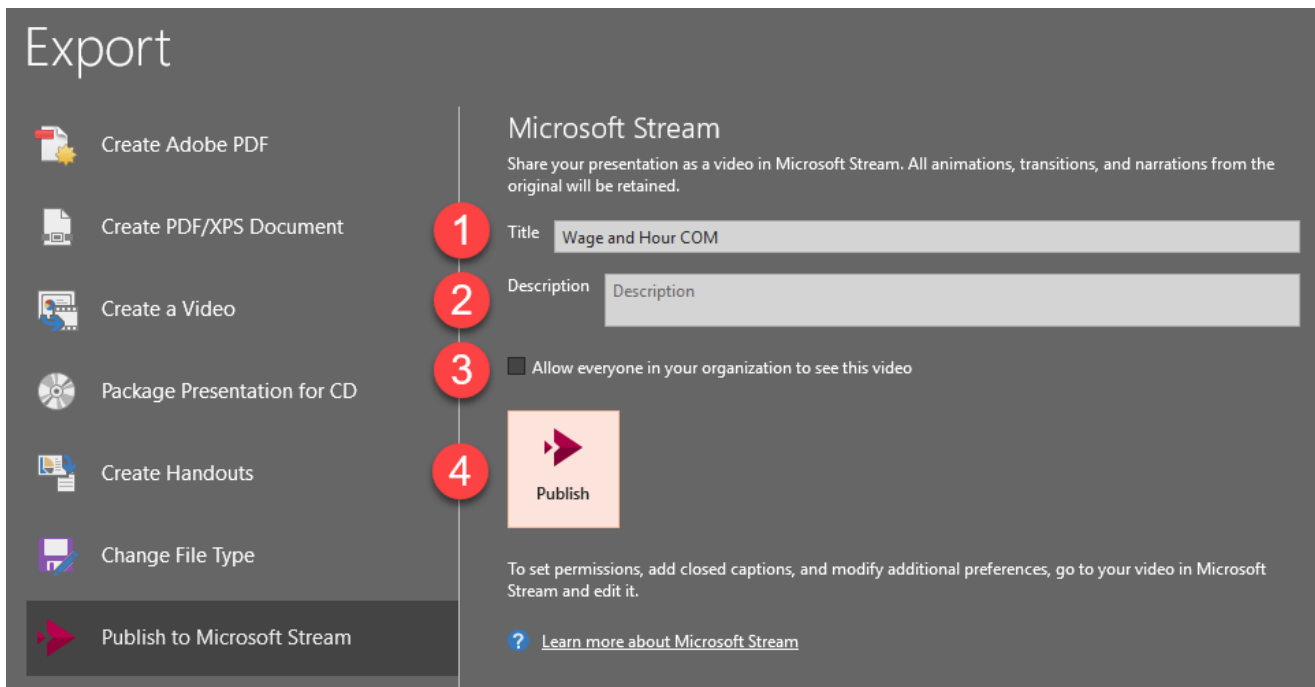 Export
Create Adobe PDF
Create PDF/XPS Document
Create a Video
Package Presentation for CD
Create Handouts
Change File Type
Publish to Microsoft Stream
Microsoft Stream
Share your presentation as a video in Microsoft Stream. All animations, transitions, and narrations from the
original will be retained.
1 Title Wage and Hour COM
2 Description Description
3 Allow everyone in your organization to see this video
4 Publish
To set permissions, add closed captions, and modify additional preferences, go to your video in Microsoft
Stream and edit it.
? Learn more about Microsoft Stream